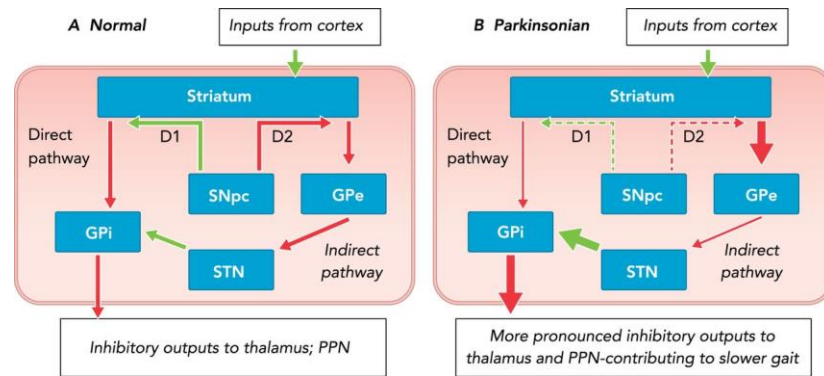 A Normal
Inputs from cortex
Striatum
Direct
pathway
D1
D2
SNpc
GPe
GPi
STN
Indirect
pathway
Inhibitory outputs to thalamus; PPN
B Parkinsonian
Inputs from cortex
Striatum
Direct
pathway
D1
D2
SNpc
GPe
GPi
STN
Indirect
pathway
More pronounced inhibitory outputs to
thalamus and PPN-contributing to slower gait